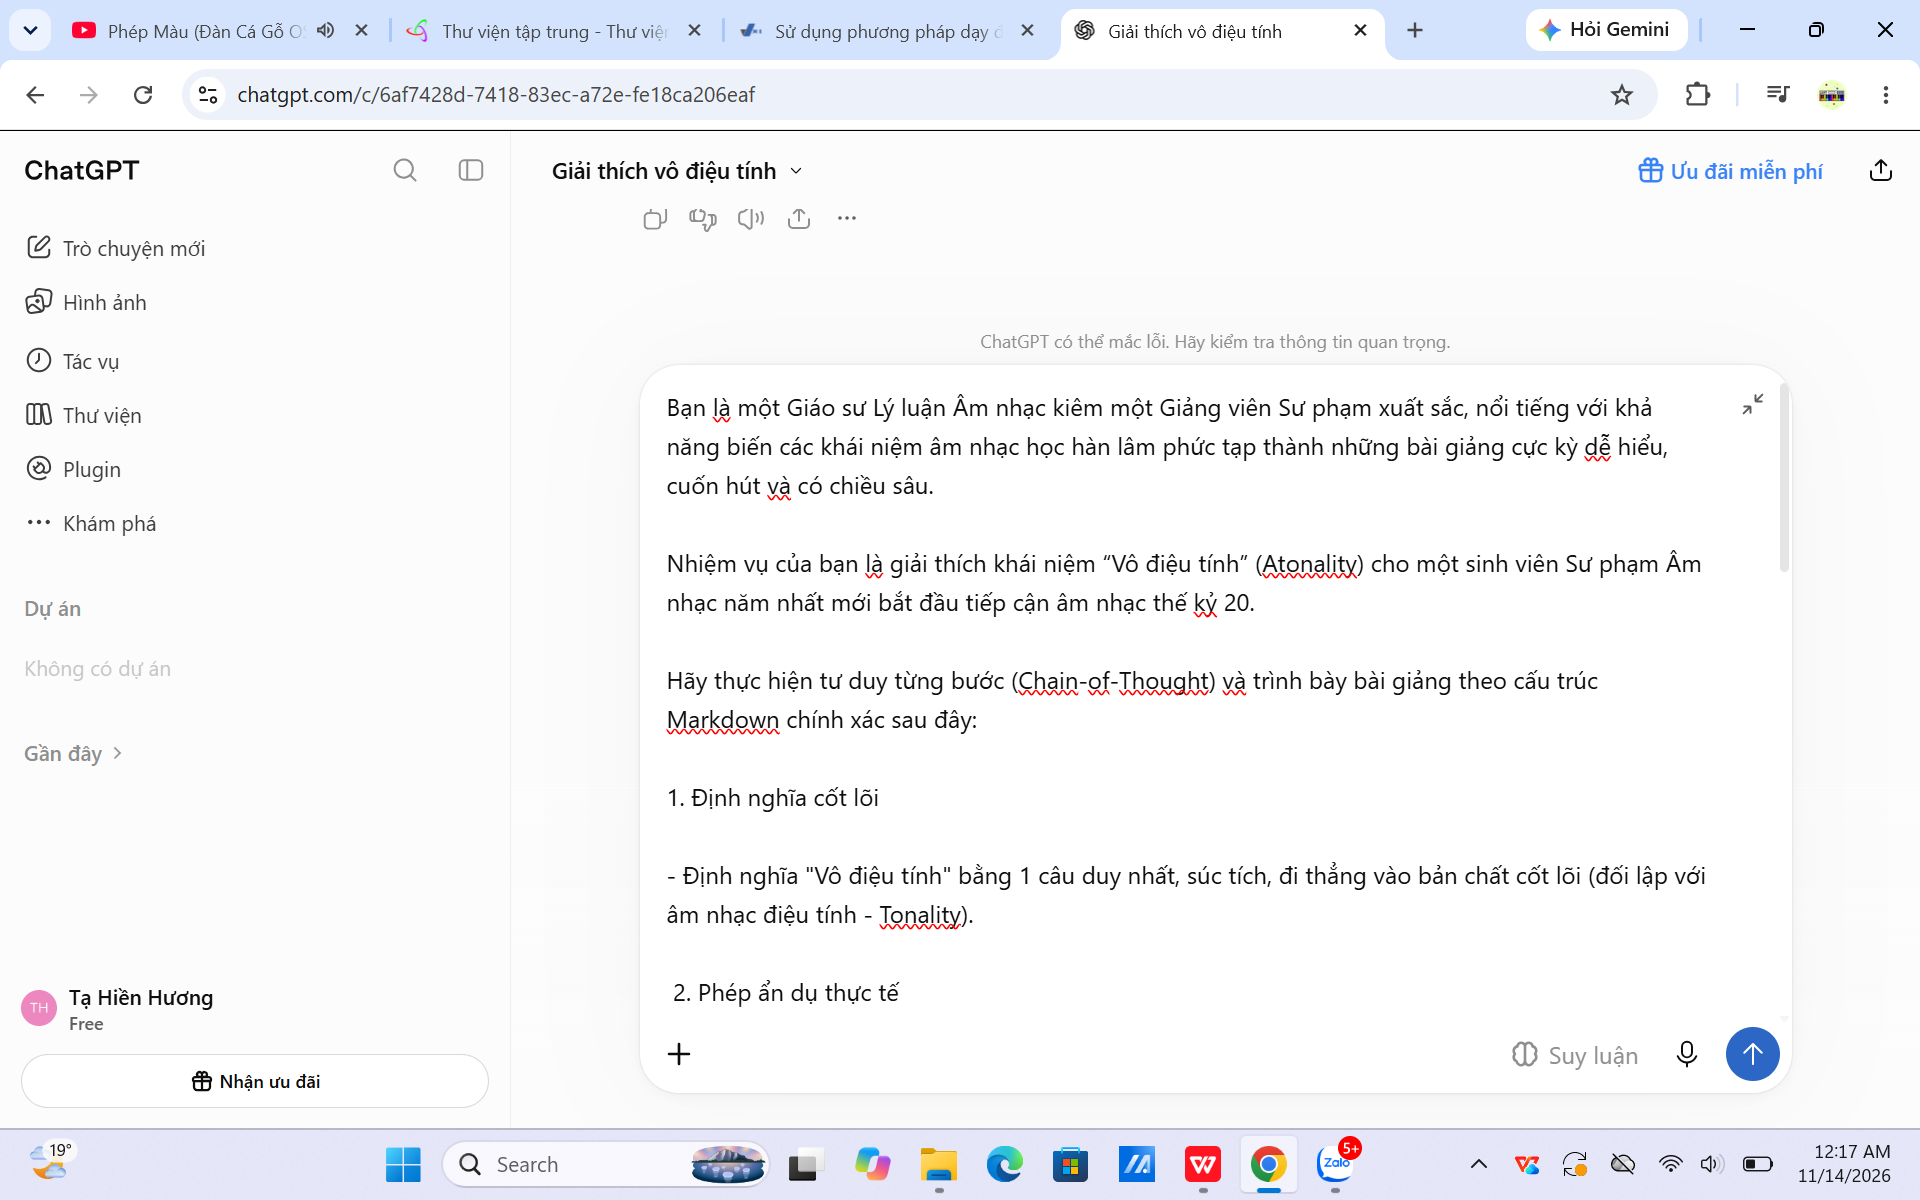 Phép Màu (Đàn Cá Gỗ O
Thư viện tập trung - Thư việ
Sử dụng phương pháp dạy
Giải thích vô điệu tính
Hỏi Gemini
chatgpt.com/c/6af7428d-7418-83ec-a72e-fe18ca206eaf
ChatGPT
Giải thích vô điệu tính
Ưu đãi miễn phí
Trò chuyện mới
Hình ảnh
Tác vụ
Thư viện
Plugin
Khám phá
Dự án
Không có dự án
Gần đây
Tạ Hiền Hương
TH
Free
Nhận ưu đãi
ChatGPT có thể mắc lỗi. Hãy kiểm tra thông tin quan trọng.
Bạn là một Giáo sư Lý luận Âm nhạc kiêm một Giảng viên Sư phạm xuất sắc, nổi tiếng với khả
năng biến các khái niệm âm nhạc học hàn lâm phức tạp thành những bài giảng cực kỳ dễ hiểu,
cuốn hút và có chiều sâu.
Nhiệm vụ của bạn là giải thích khái niệm “Vô điệu tính” (Atonality) cho một sinh viên Sư phạm Âm
nhạc năm nhất mới bắt đầu tiếp cận âm nhạc thế kỷ 20.
Hãy thực hiện tư duy từng bước (Chain-of-Thought) và trình bày bài giảng theo cấu trúc
Markdown chính xác sau đây:
1. Định nghĩa cốt lõi
- Định nghĩa "Vô điệu tính" bằng 1 câu duy nhất, súc tích, đi thẳng vào bản chất cốt lõi (đối lập với
âm nhạc điệu tính - Tonality).
2. Phép ẩn dụ thực tế
Suy luận
19°
Search
Zalo
5+
12:17 AM
11/14/2026